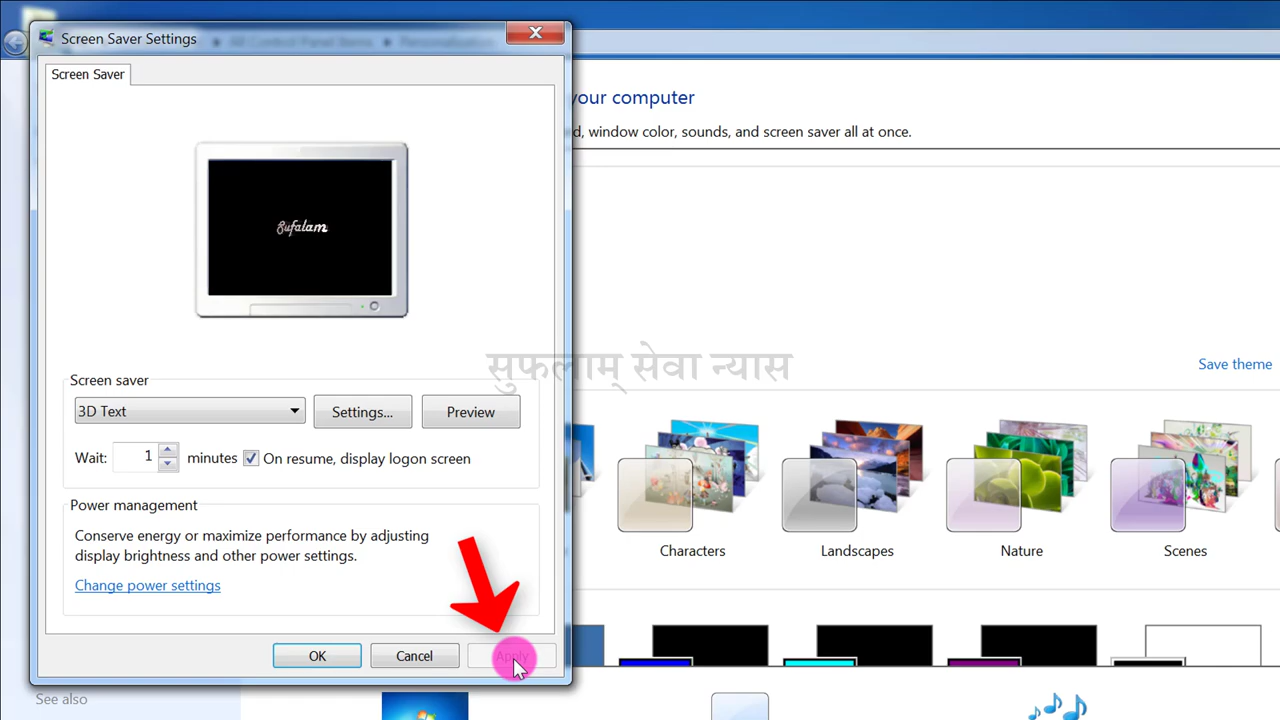 Screen Saver Settings
Screen Saver
your computer
d, window color, sounds, and screen saver all at once.
Sufalam
सुफलाम् सेवा न्यास
Save theme
Screen saver
3D Text
Settings...
Preview
Wait: 1 minutes On resume, display logon screen
Power management
Conserve energy or maximize performance by adjusting
display brightness and other power settings.
Change power settings
Characters
Landscapes
Nature
Scenes
OK
Cancel
Apply
See also